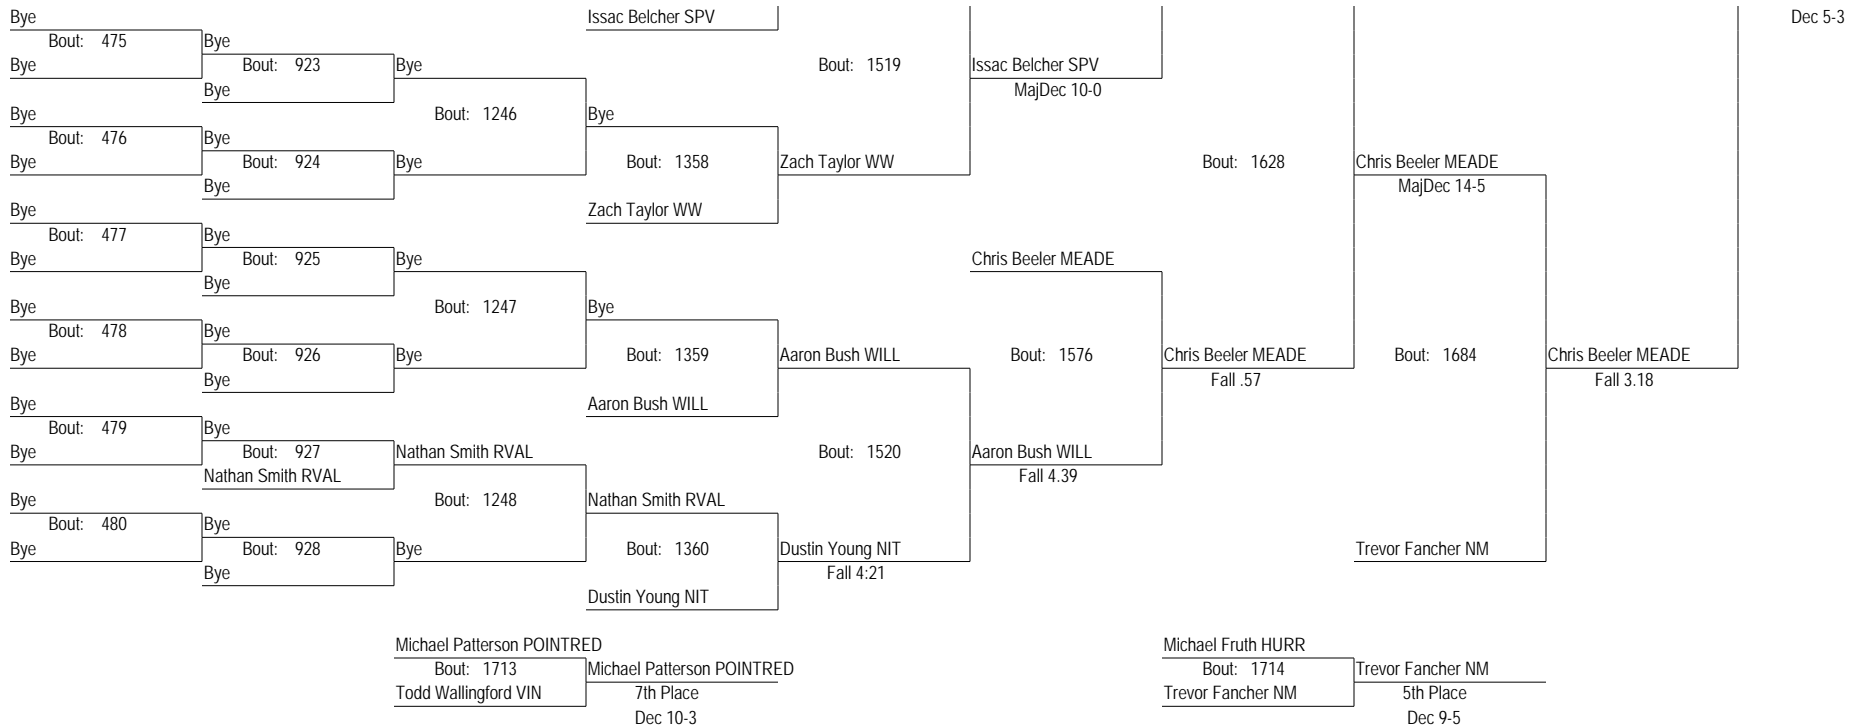 Bye Issac Belcher SPV Dec 5-3
Bout: 475 Bye
Bye Bout: 923 Bye Bout: 1519 Issac Belcher SPV
Bye MajDec 10-0
Bye Bout: 1246 Bye
Bout: 476 Bye
Bye Bout: 924 Bye Bout: 1358 Zach Taylor WW Bout: 1628 Chris Beeler MEADE
Bye MajDec 14-5
Bye Zach Taylor WW
Bout: 477 Bye
Bye Bout: 925 Bye Chris Beeler MEADE
Bye
Bye Bout: 1247 Bye
Bout: 478 Bye
Bye Bout: 926 Bye Bout: 1359 Aaron Bush WILL Bout: 1576 Chris Beeler MEADE Bout: 1684 Chris Beeler MEADE
Bye Fall .57 Fall 3.18
Bye Aaron Bush WILL
Bout: 479 Bye
Bye Bout: 927 Nathan Smith RVAL Bout: 1520 Aaron Bush WILL
Nathan Smith RVAL Fall 4.39
Bye Bout: 1248 Nathan Smith RVAL
Bout: 480 Bye
Bye Bout: 928 Bye Bout: 1360 Dustin Young NIT Trevor Fancher NM
Bye Fall 4:21
Dustin Young NIT
Michael Patterson POINTRED Michael Fruth HURR
Bout: 1713 Michael Patterson POINTRED Bout: 1714 Trevor Fancher NM
Todd Wallingford VIN 7th Place Trevor Fancher NM 5th Place
Dec 10-3 Dec 9-5